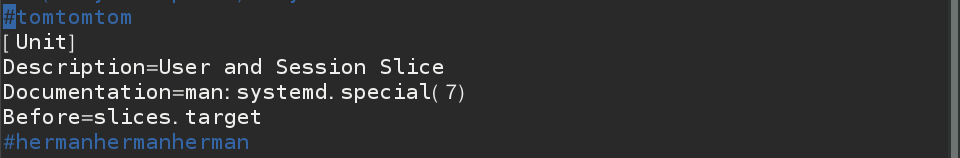 #tomtomtom
[Unit]
Description=User and Session Slice
Documentation=man:systemd.special(7)
Before=slices.target
#hermanhermanherman